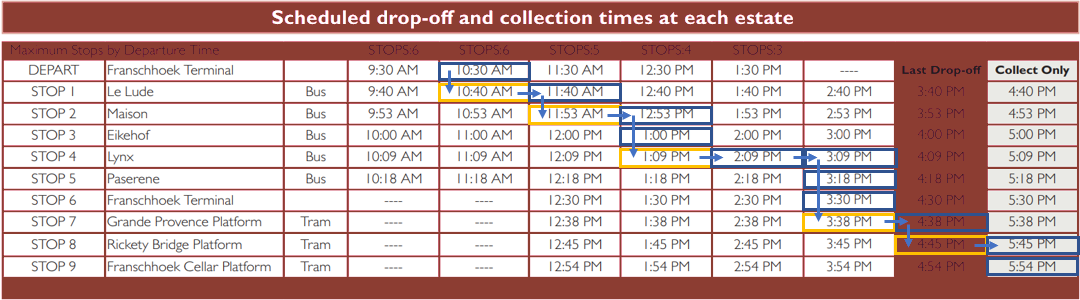 Scheduled drop-off and collection times at each estate
Maximum Stops by Departure Time STOPS:6 STOPS:6 STOPS:5 STOPS:4 STOPS:3
DEPART Franschhoek Terminal 9:30 AM 10:30 AM 11:30 AM 12:30 PM 1:30 PM ---- Last Drop-off Collect Only
STOP 1 Le Lude Bus 9:40 AM 10:40 AM 11:40 AM 12:40 PM 1:40 PM 2:40 PM 3:40 PM 4:40 PM
STOP 2 Maison Bus 9:53 AM 10:53 AM 11:53 AM 12:53 PM 1:53 PM 2:53 PM 3:53 PM 4:53 PM
STOP 3 Eikehof Bus 10:00 AM 11:00 AM 12:00 PM 1:00 PM 2:00 PM 3:00 PM 4:00 PM 5:00 PM
STOP 4 Lynx Bus 10:09 AM 11:09 AM 12:09 PM 1:09 PM 2:09 PM 3:09 PM 4:09 PM 5:09 PM
STOP 5 Paserene Bus 10:18 AM 11:18 AM 12:18 PM 1:18 PM 2:18 PM 3:18 PM 4:18 PM 5:18 PM
STOP 6 Franschhoek Terminal ---- ---- 12:30 PM 1:30 PM 2:30 PM 3:30 PM 4:30 PM 5:30 PM
STOP 7 Grande Provence Platform Tram ---- ---- 12:38 PM 1:38 PM 2:38 PM 3:38 PM 4:38 PM 5:38 PM
STOP 8 Rickety Bridge Platform Tram ---- ---- 12:45 PM 1:45 PM 2:45 PM 3:45 PM 4:45 PM 5:45 PM
STOP 9 Franschhoek Cellar Platform Tram ---- ---- 12:54 PM 1:54 PM 2:54 PM 3:54 PM 4:54 PM 5:54 PM